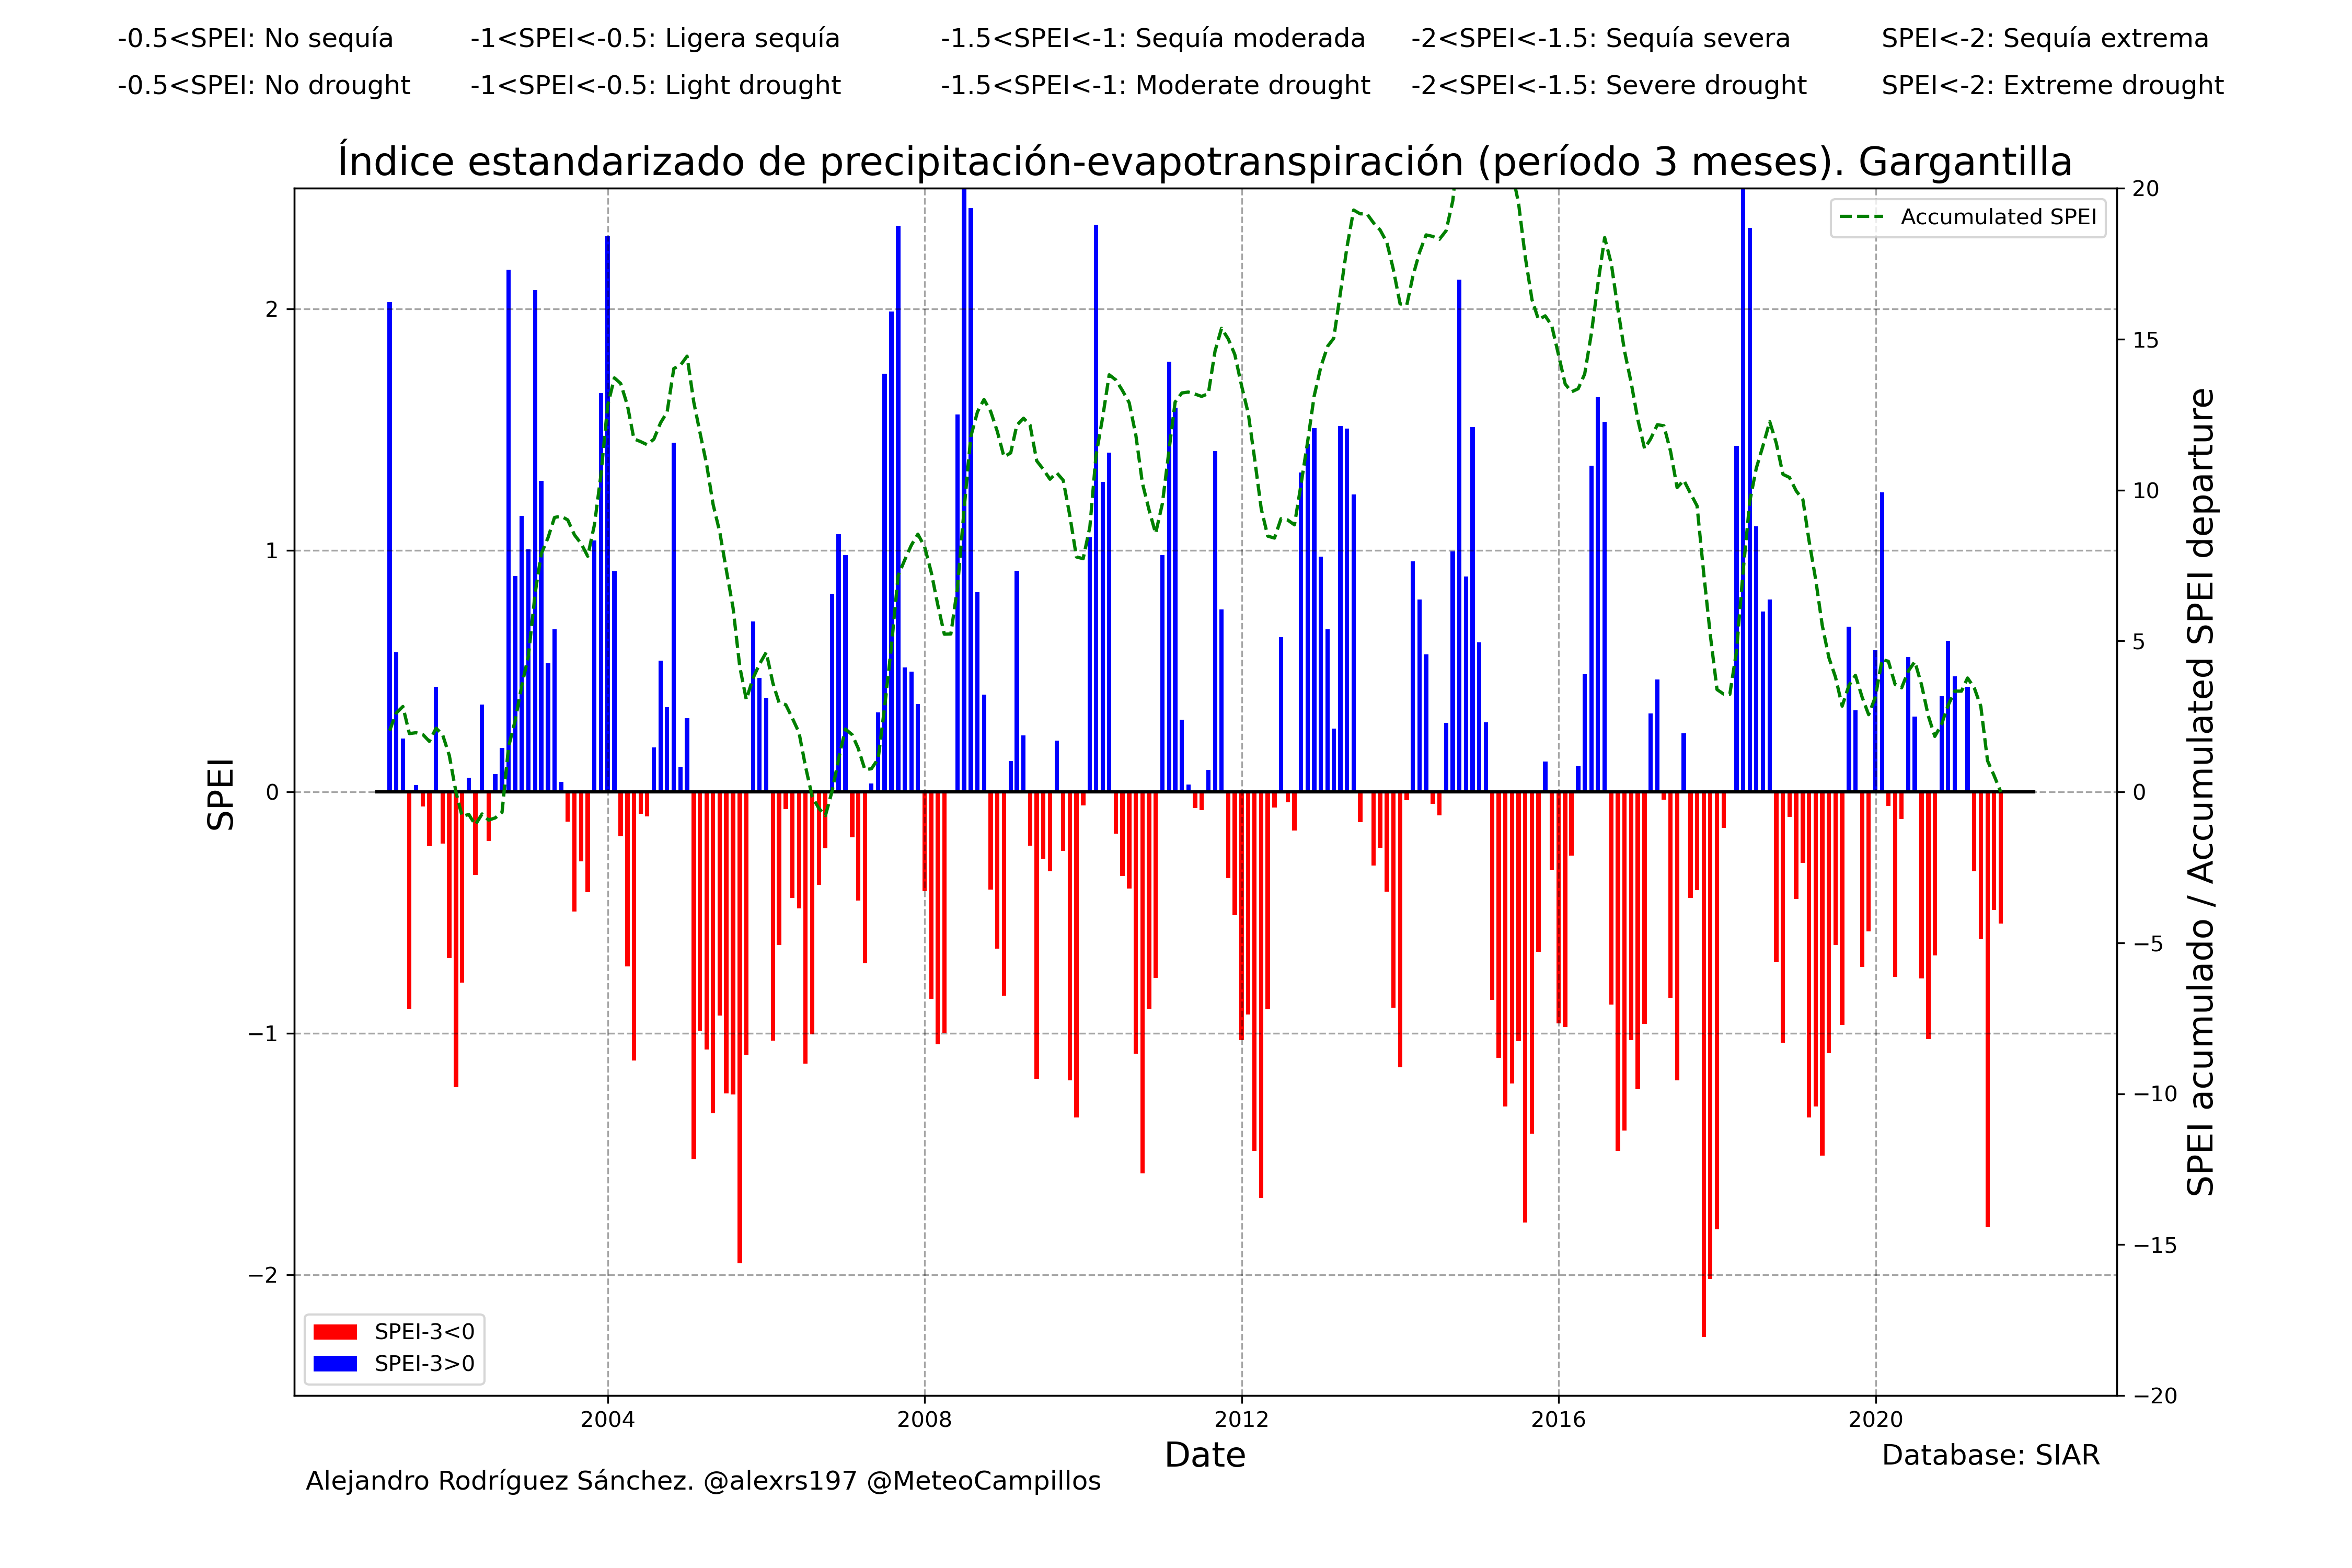 -0.5<SPEI: No sequía -1<SPEI<-0.5: Ligera sequía -1.5<SPEI<-1: Sequía moderada -2<SPEI<-1.5: Sequía severa SPEI<-2: Sequía extrema
-0.5<SPEI: No drought -1<SPEI<-0.5: Light drought -1.5<SPEI<-1: Moderate drought -2<SPEI<-1.5: Severe drought SPEI<-2: Extreme drought
Índice estandarizado de precipitación-evapotranspiración (período 3 meses). Gargantilla
Accumulated SPEI
SPEI
2
1
0
−1
−2
20
15
10
5
0
−5
−10
−15
−20
SPEI acumulado / Accumulated SPEI departure
SPEI-3<0
SPEI-3>0
2004 2008 2012 2016 2020
Date
Database: SIAR
Alejandro Rodríguez Sánchez. @alexrs197 @MeteoCampillos